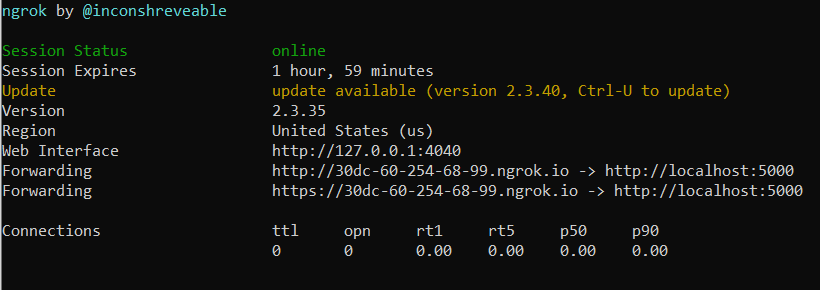 ngrok by @inconshreveable
Session Status online
Session Expires 1 hour, 59 minutes
Update update available (version 2.3.40, Ctrl-U to update)
Version 2.3.35
Region United States (us)
Web Interface http://127.0.0.1:4040
Forwarding http://30dc-60-254-68-99.ngrok.io -> http://localhost:5000
Forwarding https://30dc-60-254-68-99.ngrok.io -> http://localhost:5000
Connections ttl opn rt1 rt5 p50 p90
0 0 0.00 0.00 0.00 0.00